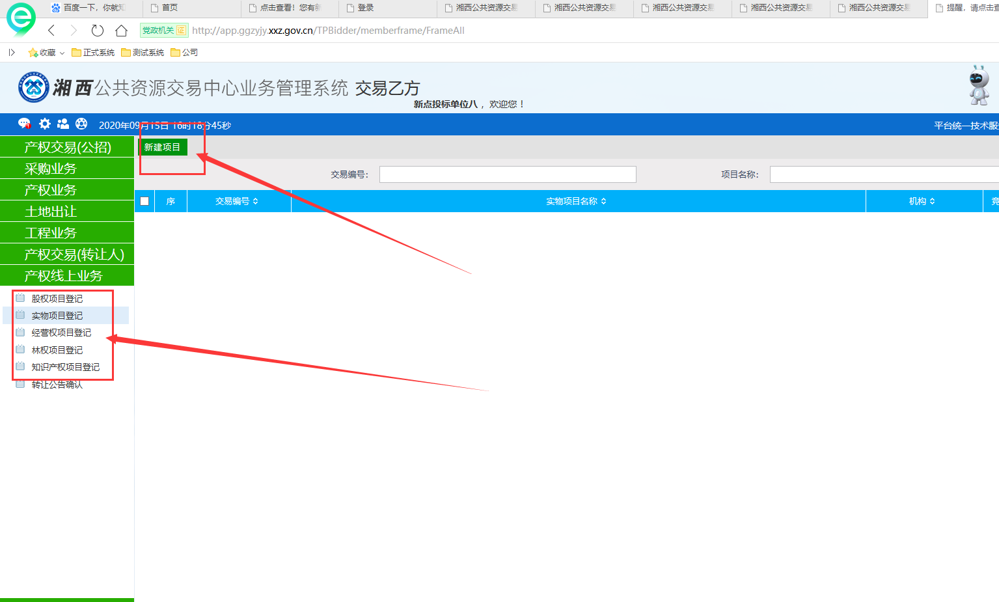 百度一下，你就知
首页
点击查看！您有新
登录
湘西公共资源交易
湘西公共资源交易
湘西公共资源交易
湘西公共资源交易
湘西公共资源交易
提醒，请点击查
党政机关 证 http://app.ggzyjy.xxz.gov.cn/TPBidder/memberframe/FrameAll
收藏 正式系统 测试系统 公司
湘西公共资源交易中心业务管理系统 交易乙方
新点投标单位八， 欢迎您！
2020年09月15日 16时18分45秒
平台统一技术服
产权交易(公招)
采购业务
产权业务
土地出让
工程业务
产权交易(转让人)
产权线上业务
股权项目登记
实物项目登记
经营权项目登记
林权项目登记
知识产权项目登记
转让公告确认
新建项目
交易编号： 项目名称：
序 交易编号 实物项目名称 机构 竞